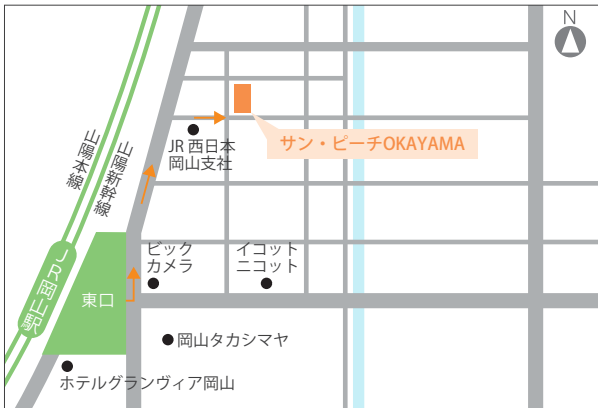 N
サン・ピーチOKAYAMA
JR 西日本
岡山支社
山陽本線
山陽新幹線
ビック
カメラ
イコット
ニコット
JR岡山駅
東口
岡山タカシマヤ
ホテルグランヴィア岡山